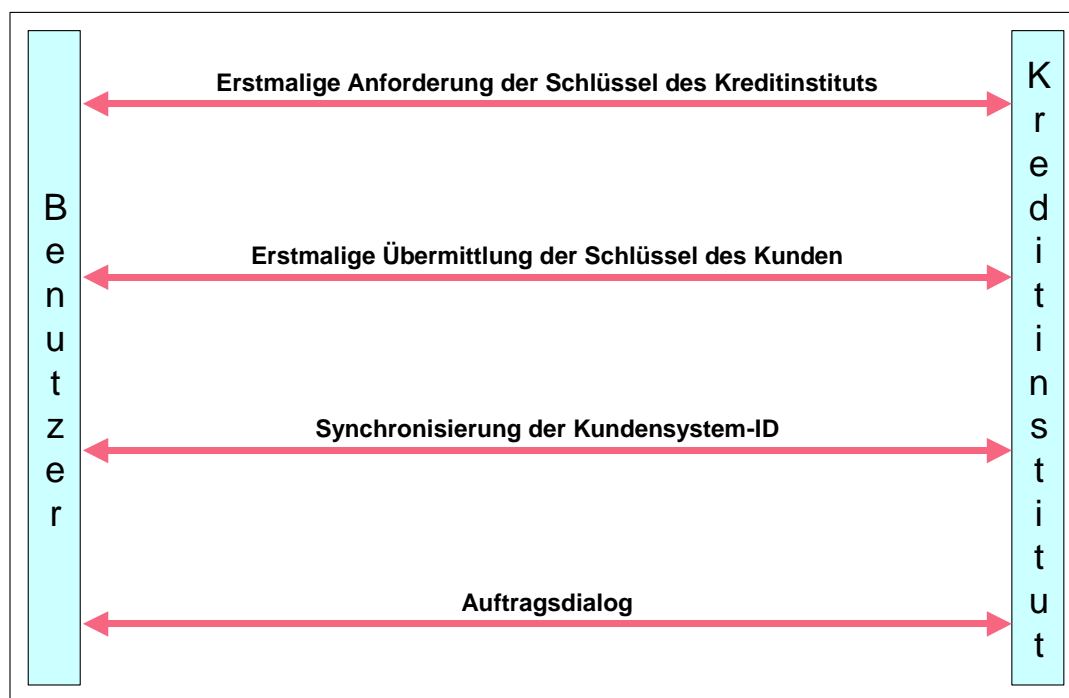 Benutzer
Erstmalige Anforderung der Schlüssel des Kreditinstituts
Erstmalige Übermittlung der Schlüssel des Kunden
Synchronisierung der Kundensystem-ID
Auftragsdialog
Kreditinstitut